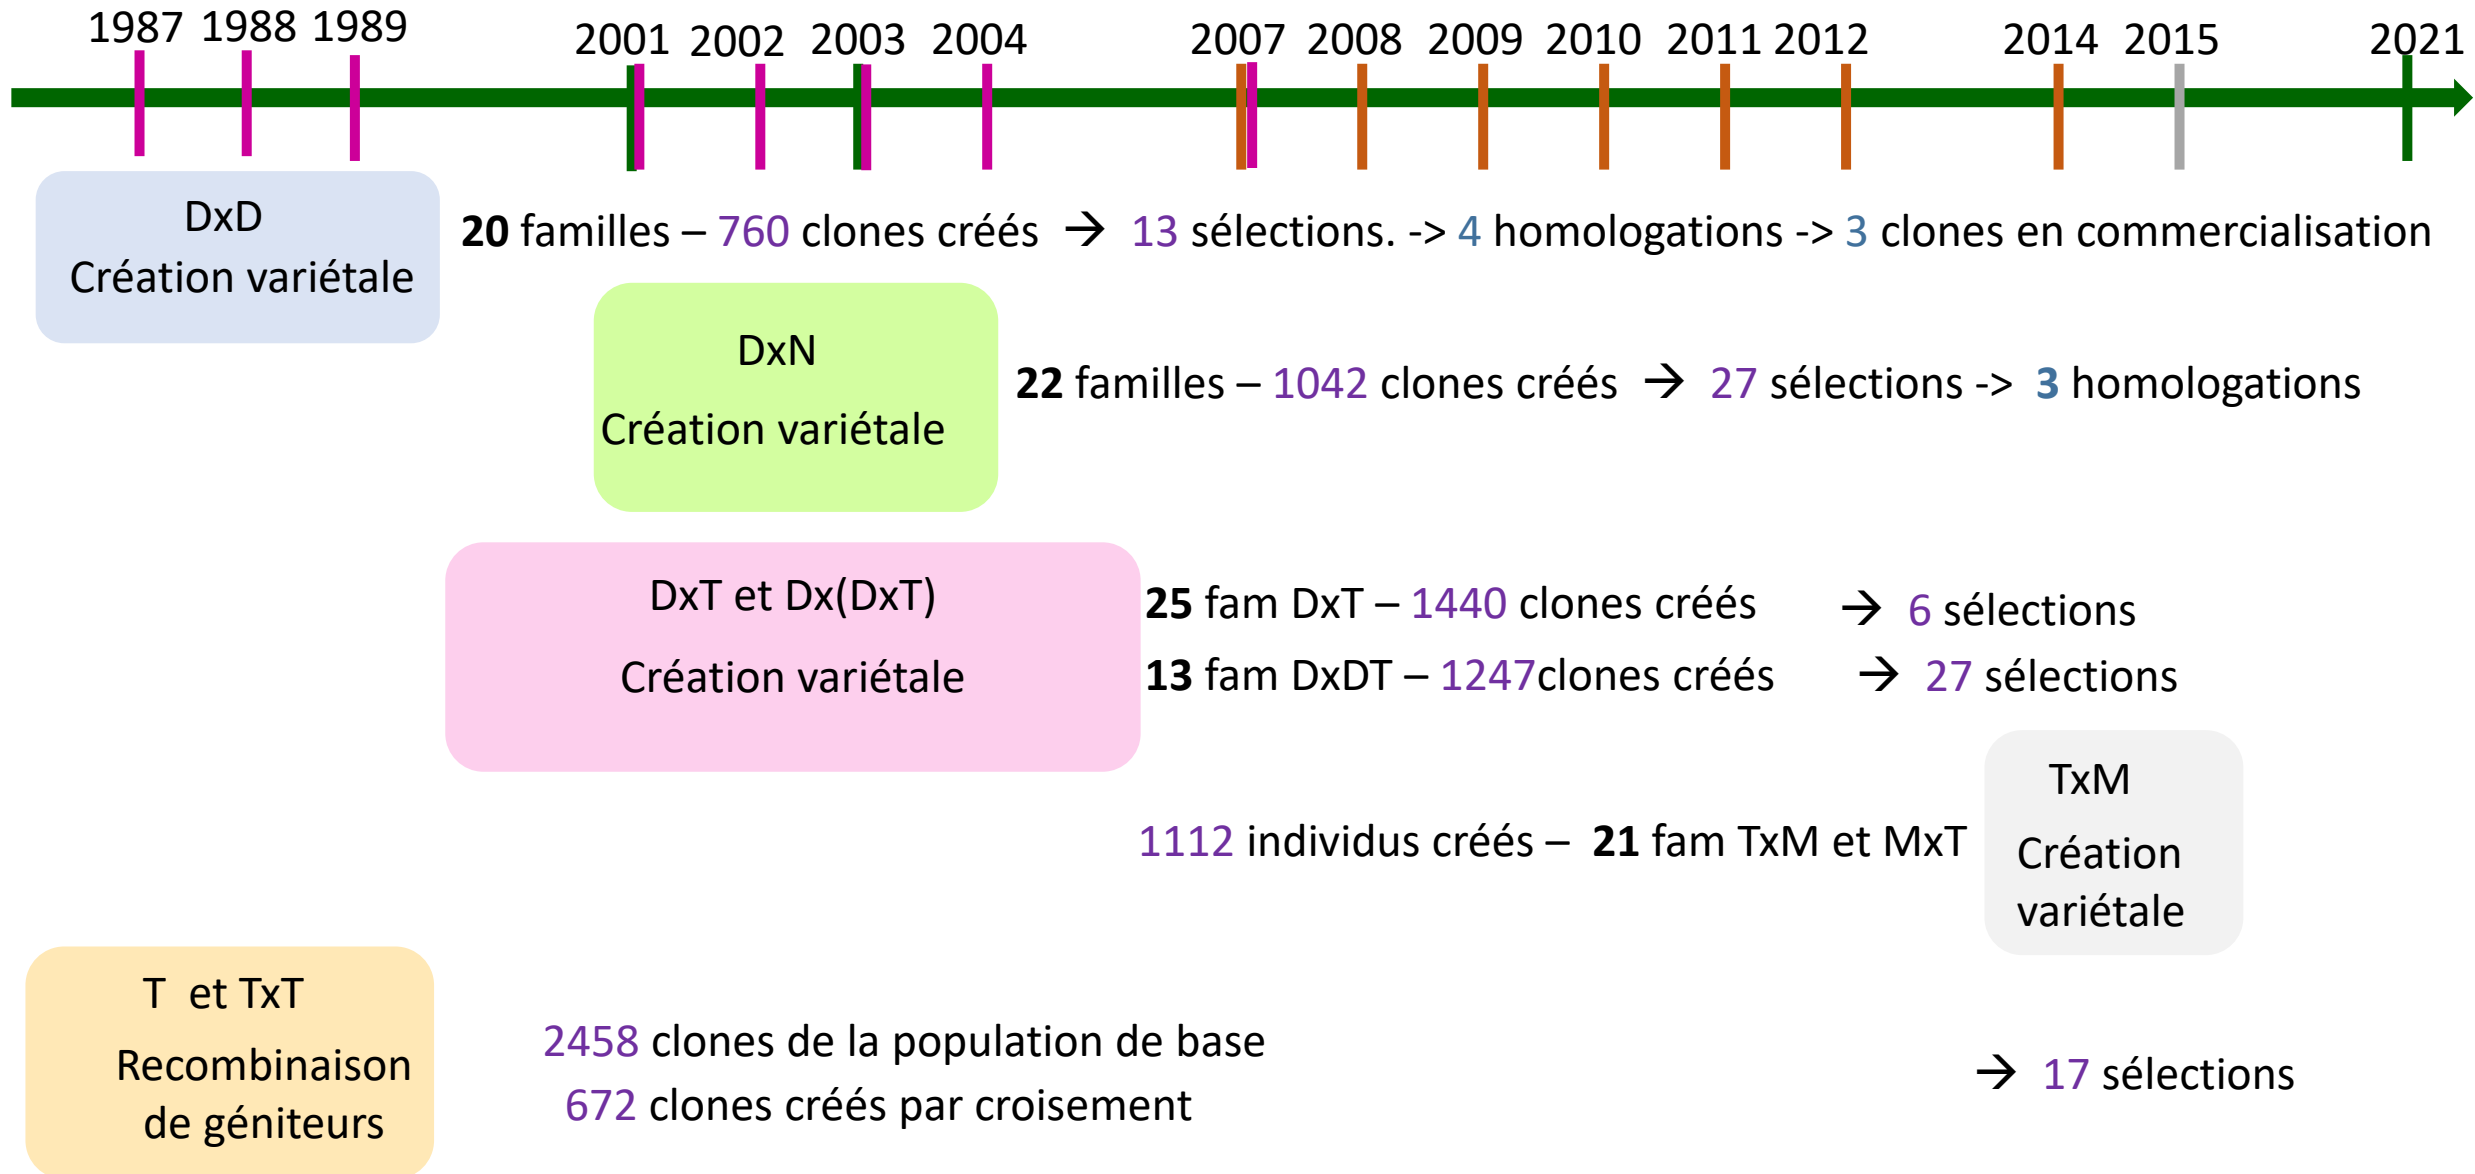 1987 1988 1989 2001 2002 2003 2004 2007 2008 2009 2010 2011 2012 2014 2015 2021
DxD
Création variétale
20 familles – 760 clones créés → 13 sélections. -> 4 homologations -> 3 clones en commercialisation
DxN
Création variétale
22 familles – 1042 clones créés → 27 sélections -> 3 homologations
DxT et Dx(DxT)
Création variétale
25 fam DxT – 1440 clones créés → 6 sélections
13 fam DxDT – 1247clones créés → 27 sélections
1112 individus créés – 21 fam TxM et MxT
TxM
Création
variétale
T et TxT
Recombinaison
de géniteurs
2458 clones de la population de base
672 clones créés par croisement
→ 17 sélections